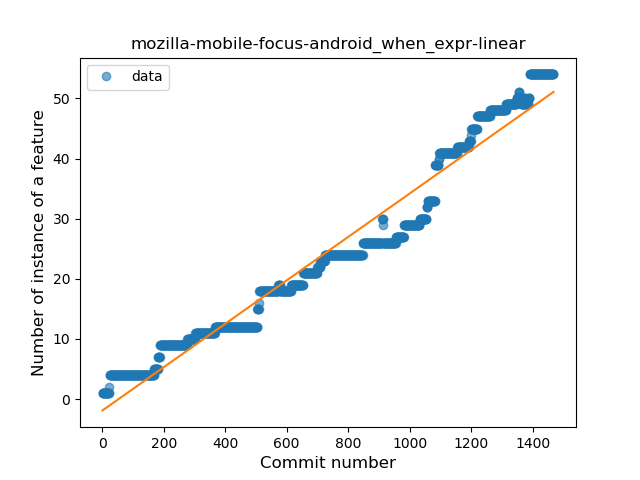 mozilla-mobile-focus-android_when_expr-linear
data
Number of instance of a feature
50
40
30
20
10
0
0 200 400 600 800 1000 1200 1400
Commit number